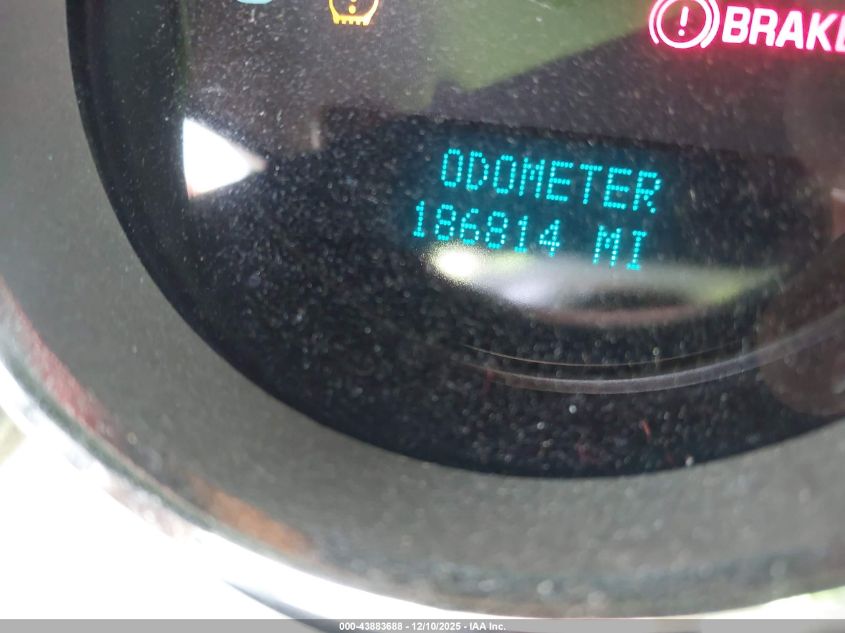 BRAKE
ODOMETER
186814 MI
000-43883688 - 12/10/2025 - IAA Inc.